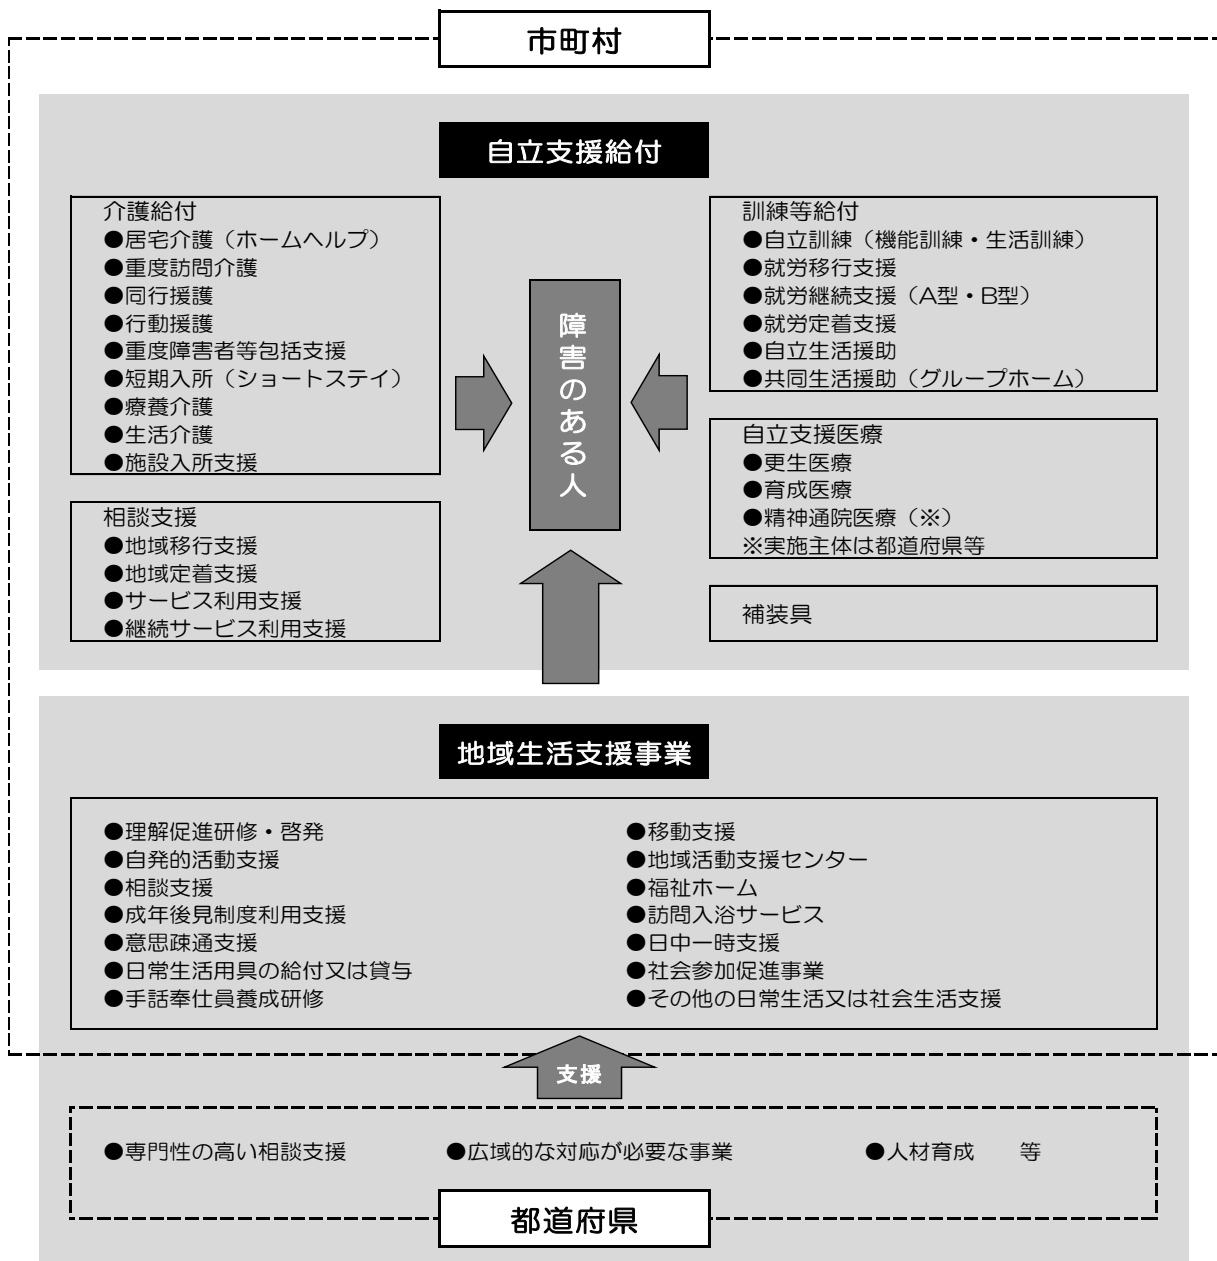 市町村
自立支援給付
介護給付
●居宅介護（ホームヘルプ）
●重度訪問介護
●同行援護
●行動援護
●重度障害者等包括支援
●短期入所（ショートステイ）
●療養介護
●生活介護
●施設入所支援
相談支援
●地域移行支援
●地域定着支援
●サービス利用支援
●継続サービス利用支援
障害のある人
訓練等給付
●自立訓練（機能訓練・生活訓練）
●就労移行支援
●就労継続支援（A型・B型）
●就労定着支援
●自立生活援助
●共同生活援助（グループホーム）
自立支援医療
●更生医療
●育成医療
●精神通院医療（※）
※実施主体は都道府県等
補装具
地域生活支援事業
●理解促進研修・啓発
●自発的活動支援
●相談支援
●成年後見制度利用支援
●意思疎通支援
●日常生活用具の給付又は貸与
●手話奉仕員養成研修
●移動支援
●地域活動支援センター
●福祉ホーム
●訪問入浴サービス
●日中一時支援
●社会参加促進事業
●その他の日常生活又は社会生活支援
支援
●専門性の高い相談支援　●広域的な対応が必要な事業　●人材育成　等
都道府県